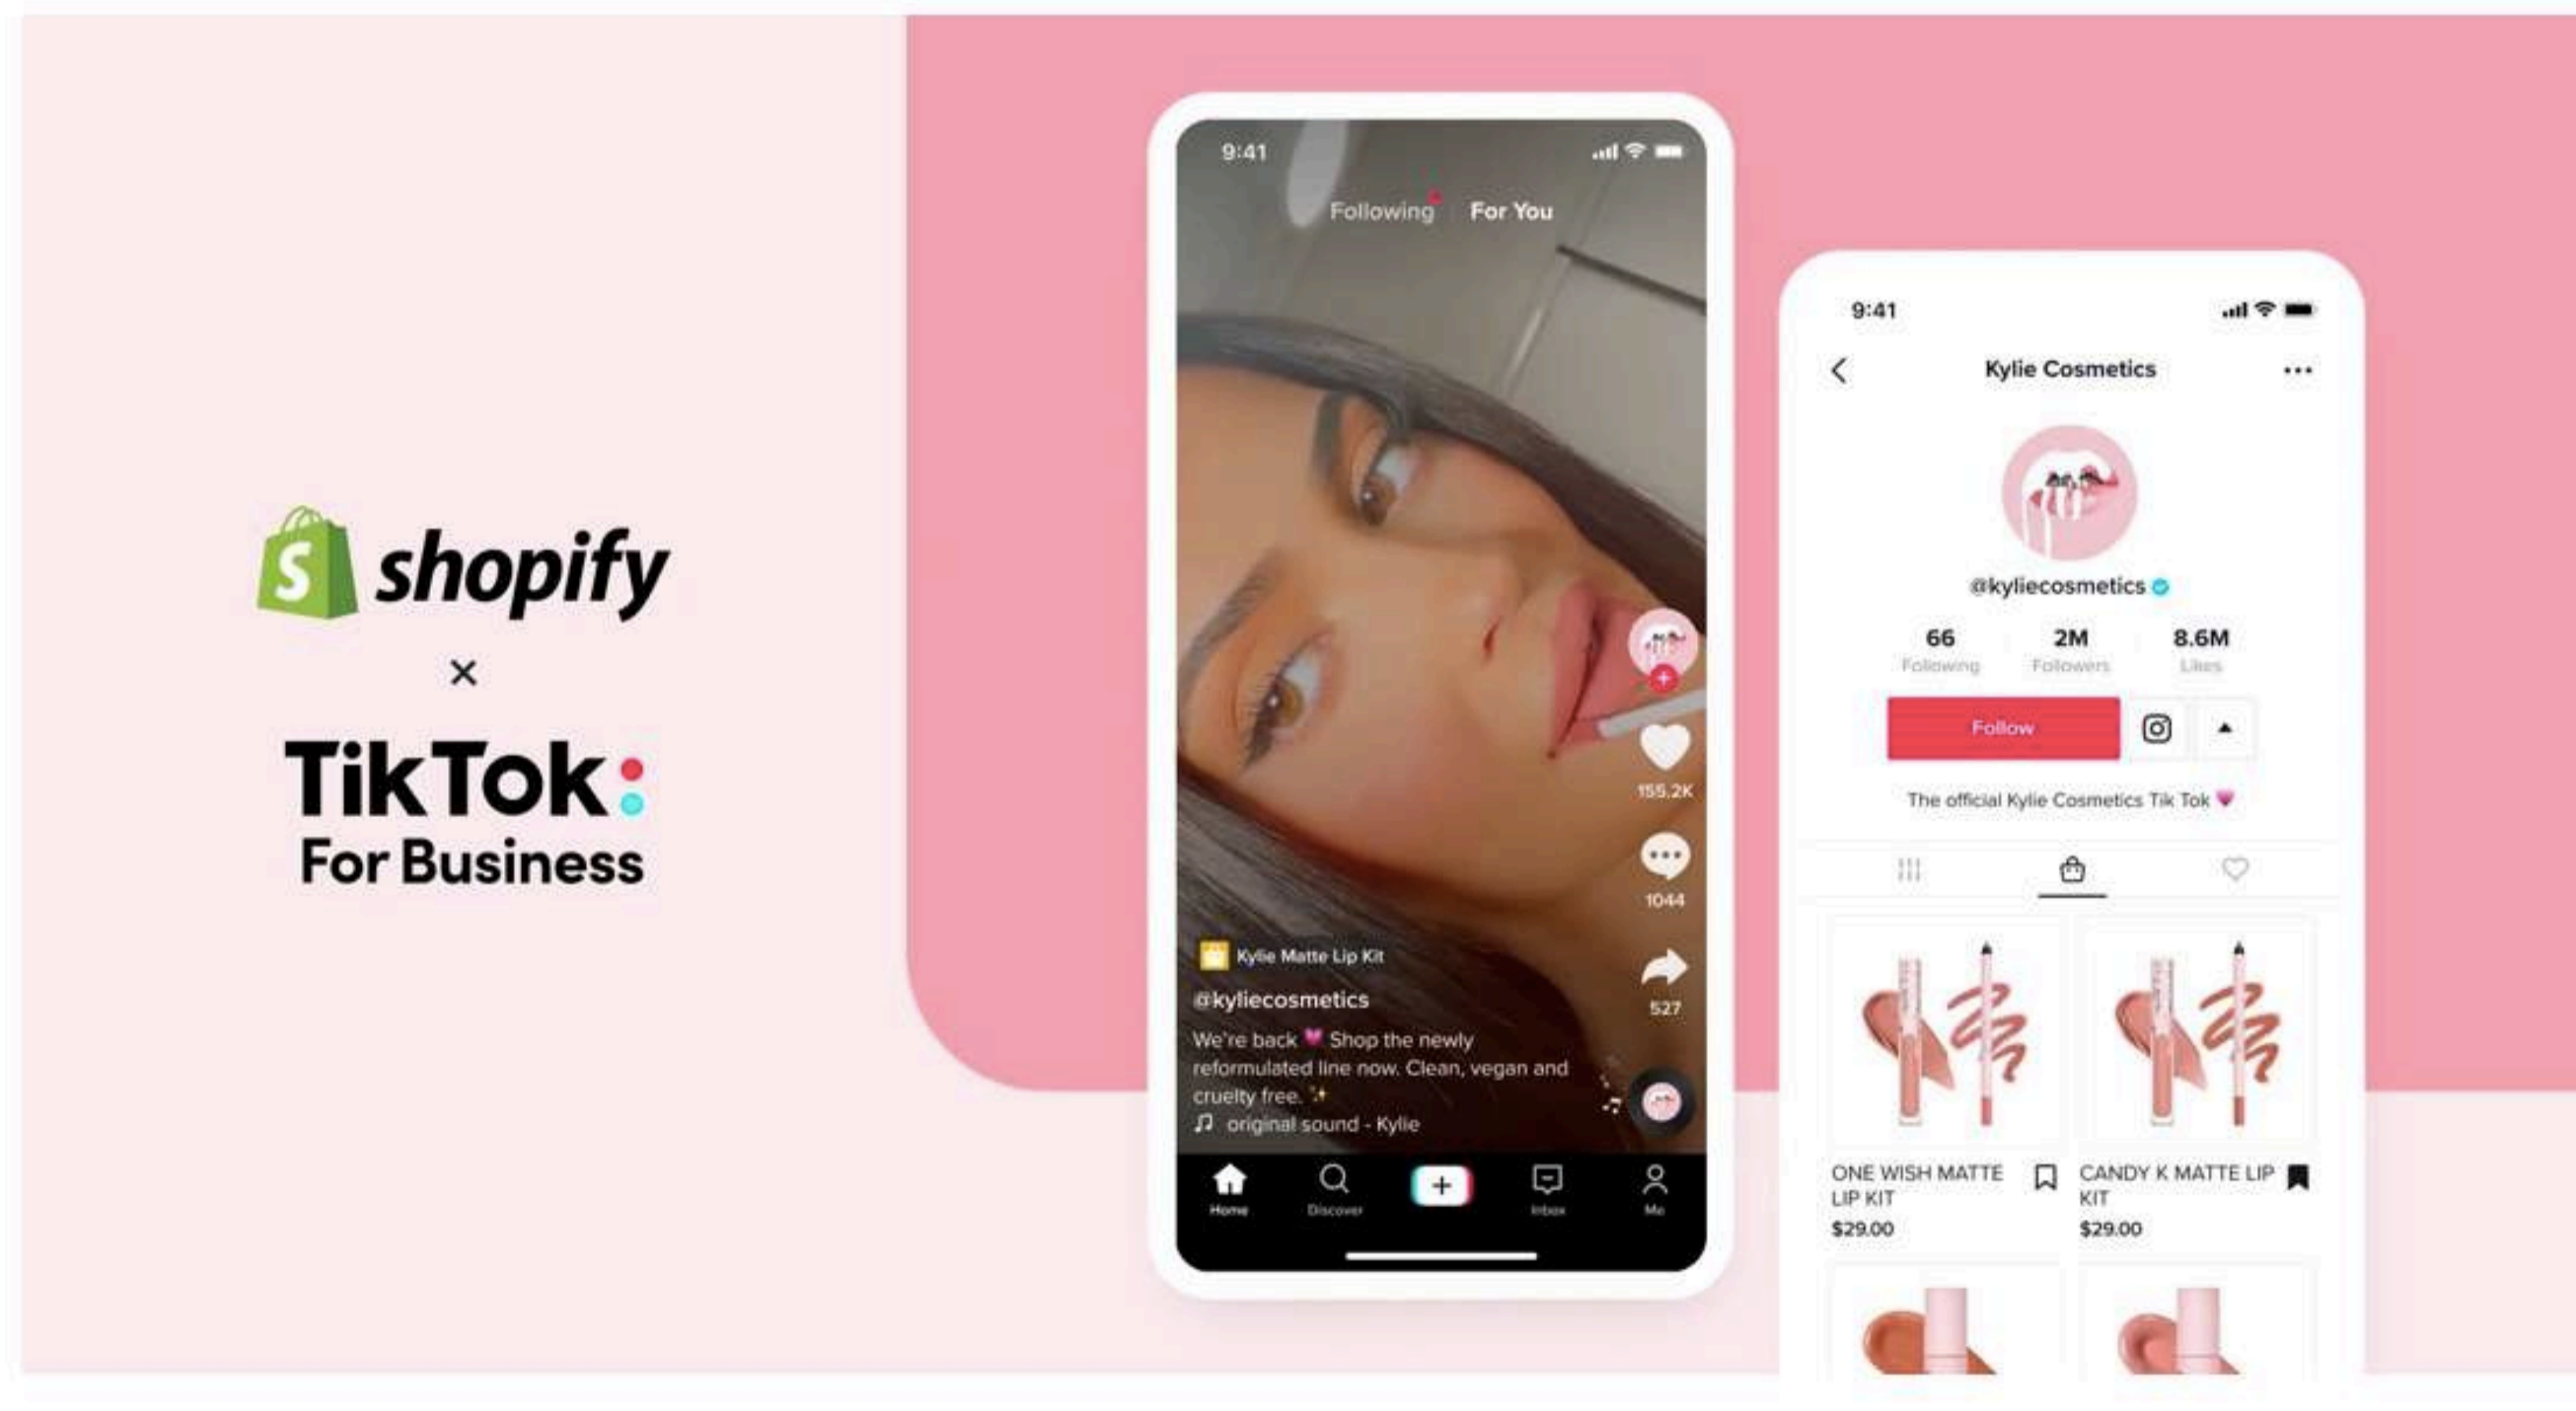 shopify
×
TikTok:
For Business
9:41
Following
For You
155.2K
1044
527
Kylie Matte Lip Kit
@kyliecosmetics
We're back 💗 Shop the newly
reformulated line now. Clean, vegan and
cruelty free. ✨
original sound - Kylie
Home
Discover
Inbox
Me
9:41
Kylie Cosmetics
@kyliecosmetics
66 2M 8.6M
Following Followers Likes
Follow
The official Kylie Cosmetics Tik Tok 💗
ONE WISH MATTE
LIP KIT
$29.00
CANDY K MATTE LIP
KIT
$29.00